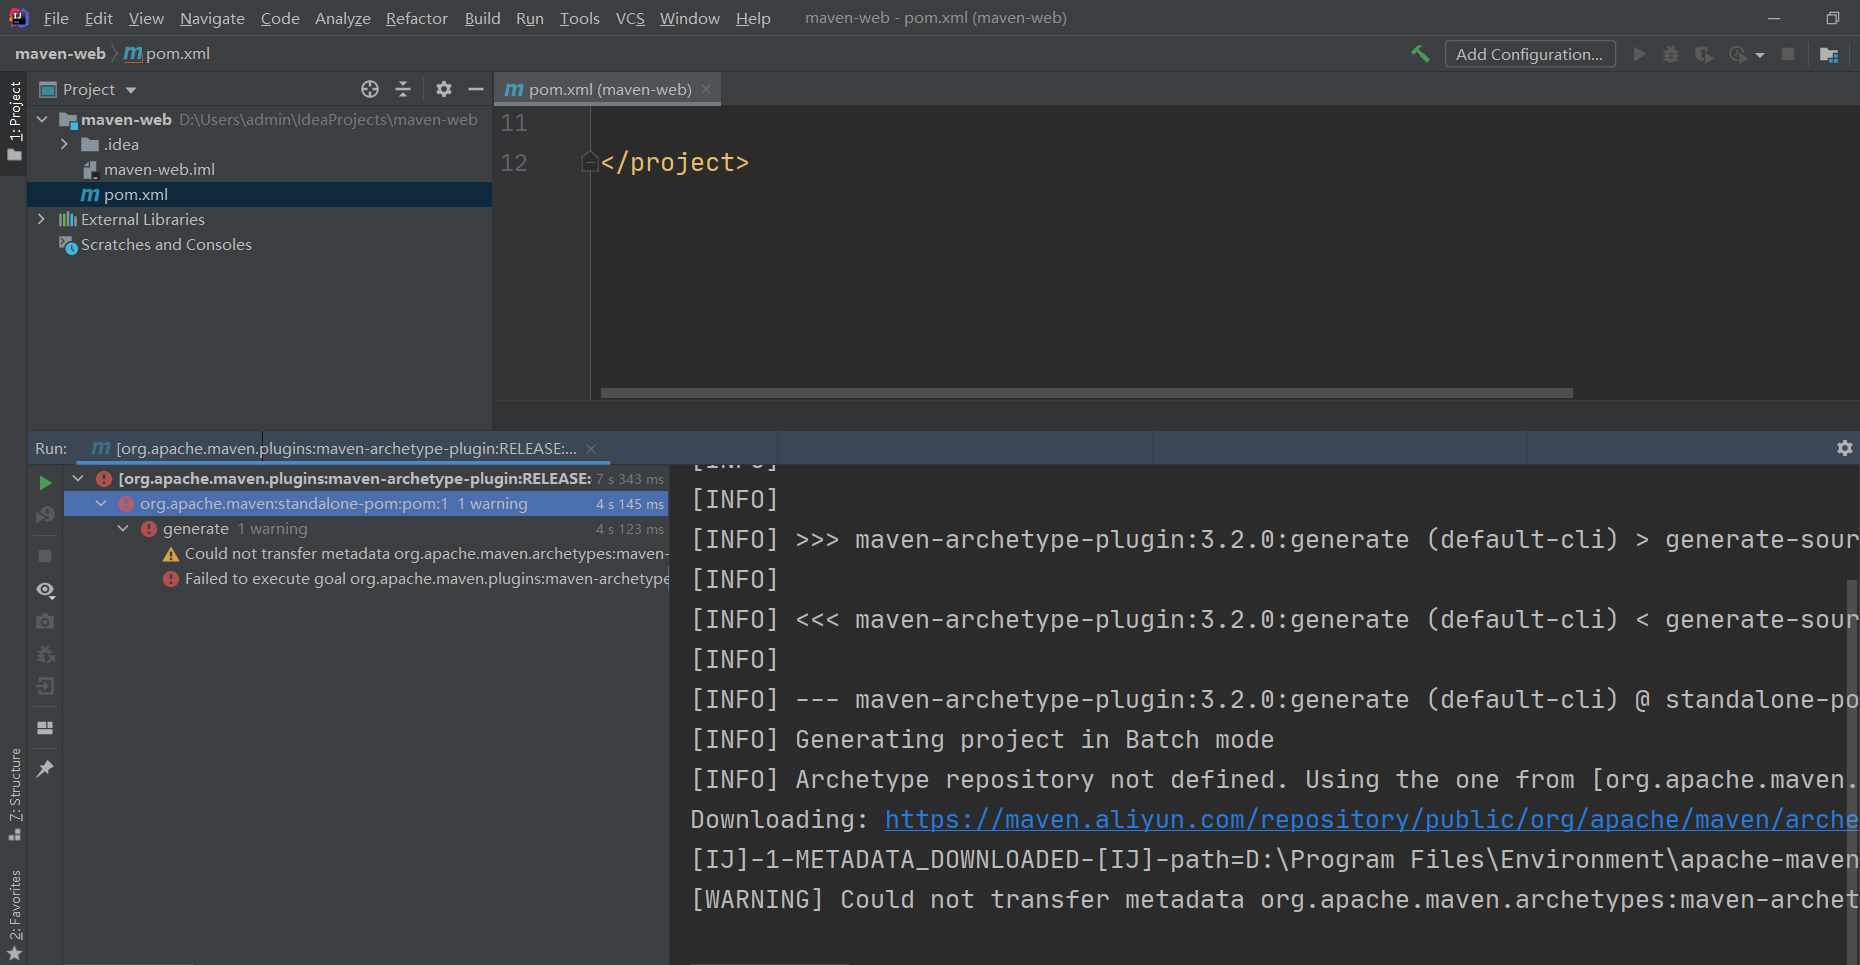 File Edit View Navigate Code Analyze Refactor Build Run Tools VCS Window Help maven-web - pom.xml (maven-web)
maven-web m pom.xml Add Configuration...
1: Project
Project
m pom.xml (maven-web)
maven-web D:\Users\admin\IdeaProjects\maven-web
.idea
maven-web.iml
m pom.xml
External Libraries
Scratches and Consoles
11
12 </project>
Run: m [org.apache.maven.plugins:maven-archetype-plugin:RELEASE:...
[org.apache.maven.plugins:maven-archetype-plugin:RELEASE: 7 s 343 ms
org.apache.maven:standalone-pom:pom:1 1 warning 4 s 145 ms
generate 1 warning 4 s 123 ms
Could not transfer metadata org.apache.maven.archetypes:maven-
Failed to execute goal org.apache.maven.plugins:maven-archetype
7: Structure
2: Favorites
[INFO]
[INFO]
[INFO] >>> maven-archetype-plugin:3.2.0:generate (default-cli) > generate-sour
[INFO]
[INFO] <<< maven-archetype-plugin:3.2.0:generate (default-cli) < generate-sour
[INFO]
[INFO] --- maven-archetype-plugin:3.2.0:generate (default-cli) @ standalone-po
[INFO] Generating project in Batch mode
[INFO] Archetype repository not defined. Using the one from [org.apache.maven.
Downloading: https://maven.aliyun.com/repository/public/org/apache/maven/arche
[IJ]-1-METADATA_DOWNLOADED-[IJ]-path=D:\Program Files\Environment\apache-maven
[WARNING] Could not transfer metadata org.apache.maven.archetypes:maven-archet